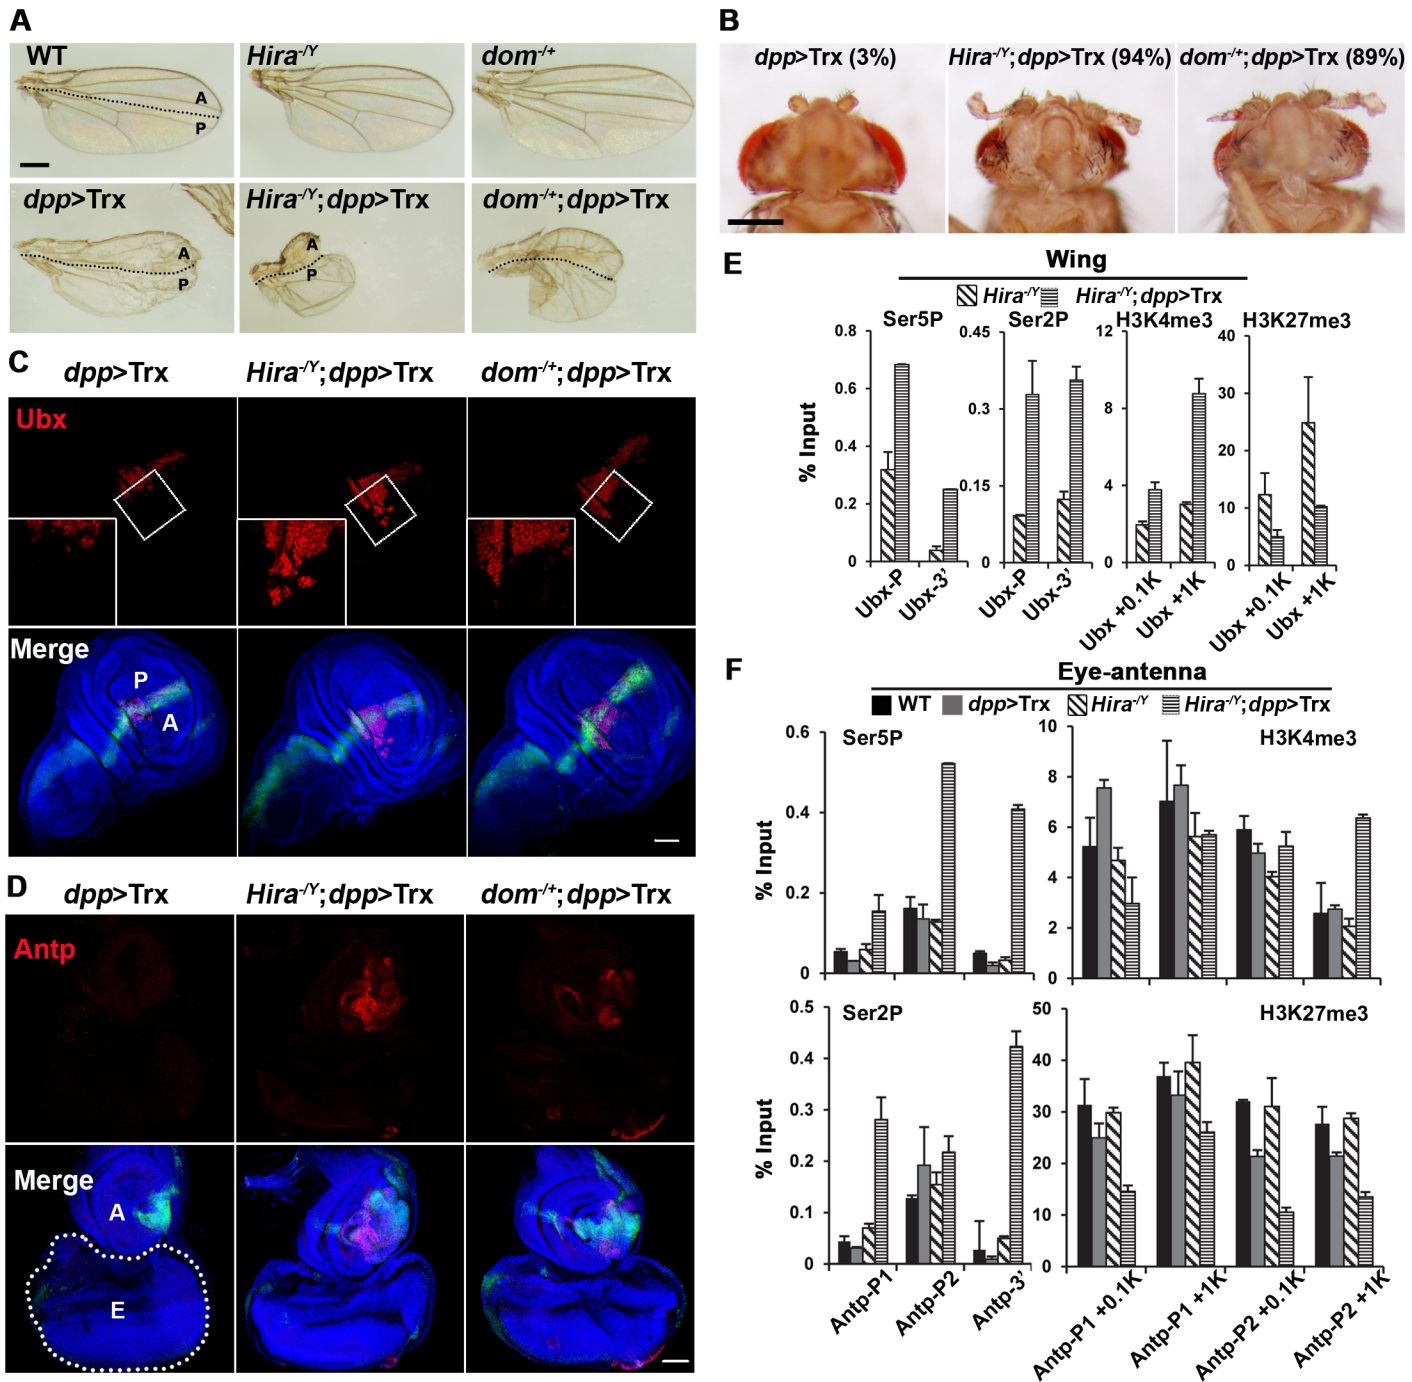 A
WT
Hira-/Y
dom-/+
A
P
dpp>Trx
Hira-/Y;dpp>Trx
dom-/+;dpp>Trx
A
P
A
P
B
dpp>Trx (3%)
Hira-/Y;dpp>Trx (94%)
dom-/+;dpp>Trx (89%)
C
dpp>Trx
Hira-/Y;dpp>Trx
dom-/+;dpp>Trx
Ubx
Merge
P
A
D
dpp>Trx
Hira-/Y;dpp>Trx
dom-/+;dpp>Trx
Antp
Merge
A
E
E
Wing
Hira-/Y
Hira-/Y;dpp>Trx
Ser5P
Ser2P
H3K4me3
H3K27me3
% Input
0.8
0.6
0.4
0.2
0
Ubx-P
Ubx-3’
0.45
0.3
0.15
0
Ubx-P
Ubx-3’
12
8
4
0
Ubx +0.1K
Ubx +1K
40
30
20
10
0
Ubx +0.1K
Ubx +1K
F
Eye-antenna
WT
dpp>Trx
Hira-/Y
Hira-/Y;dpp>Trx
Ser5P
% Input
0.6
0.4
0.2
0
H3K4me3
10
8
6
4
2
0
Ser2P
% Input
0.5
0.4
0.3
0.2
0.1
0
Antp-P1
Antp-P2
Antp-3’
H3K27me3
50
40
30
20
10
0
Antp-P1 +0.1K
Antp-P1 +1K
Antp-P2 +0.1K
Antp-P2 +1K